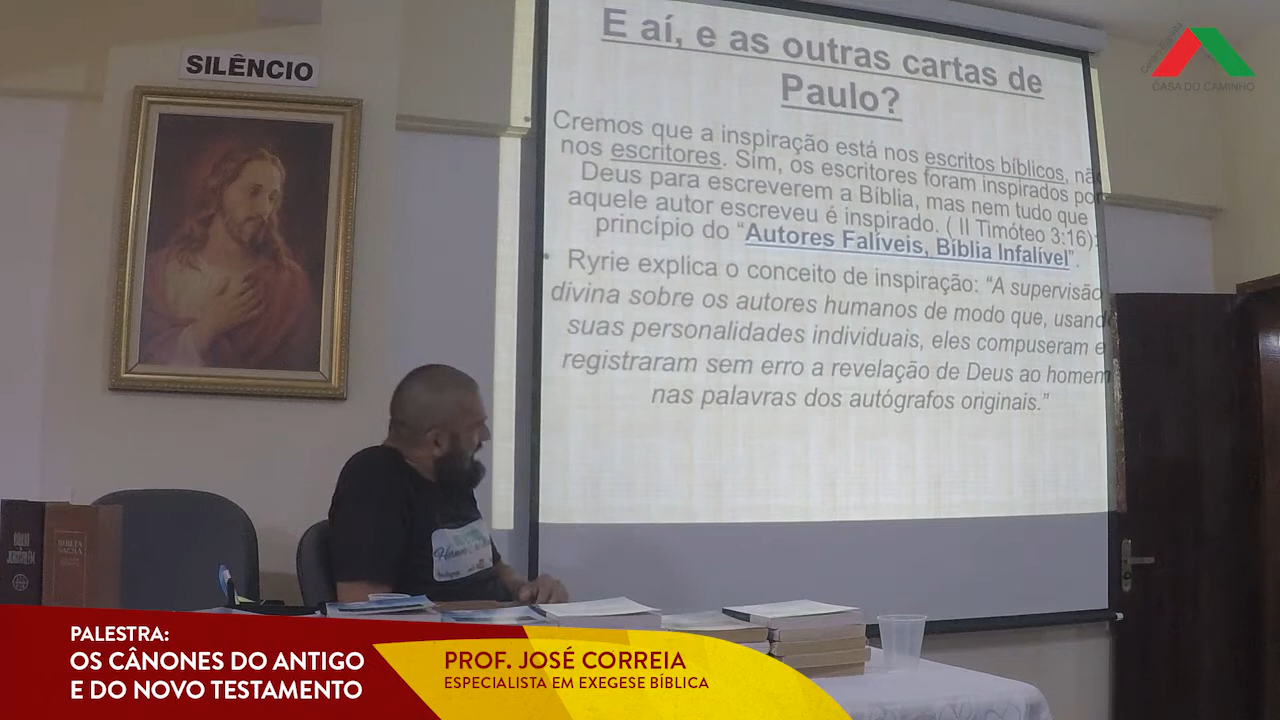 SILÊNCIO
E aí, e as outras cartas de
Paulo?
Cremos que a inspiração está nos escritos bíblicos,
nos escritores. Sim, os escritores foram inspirados por
Deus para escreverem a Bíblia, mas nem tudo que
aquele autor escreveu é inspirado. ( II Timóteo 3:16);
princípio do “Autores Falíveis, Bíblia Infalível”.
• Ryrie explica o conceito de inspiração: “A supervisão
divina sobre os autores humanos de modo que,
suas personalidades individuais, eles compuseram e
registraram sem erro a revelação de Deus ao homem
nas palavras dos autógrafos originais.”
CASA DO CAMINHO
BÍBLIA
DE
JERUSALÉM
BIBLIA
SACRA
PALESTRA:
OS CÂNONES DO ANTIGO
E DO NOVO TESTAMENTO
PROF. JOSÉ CORREIA
ESPECIALISTA EM EXEGESE BÍBLICA